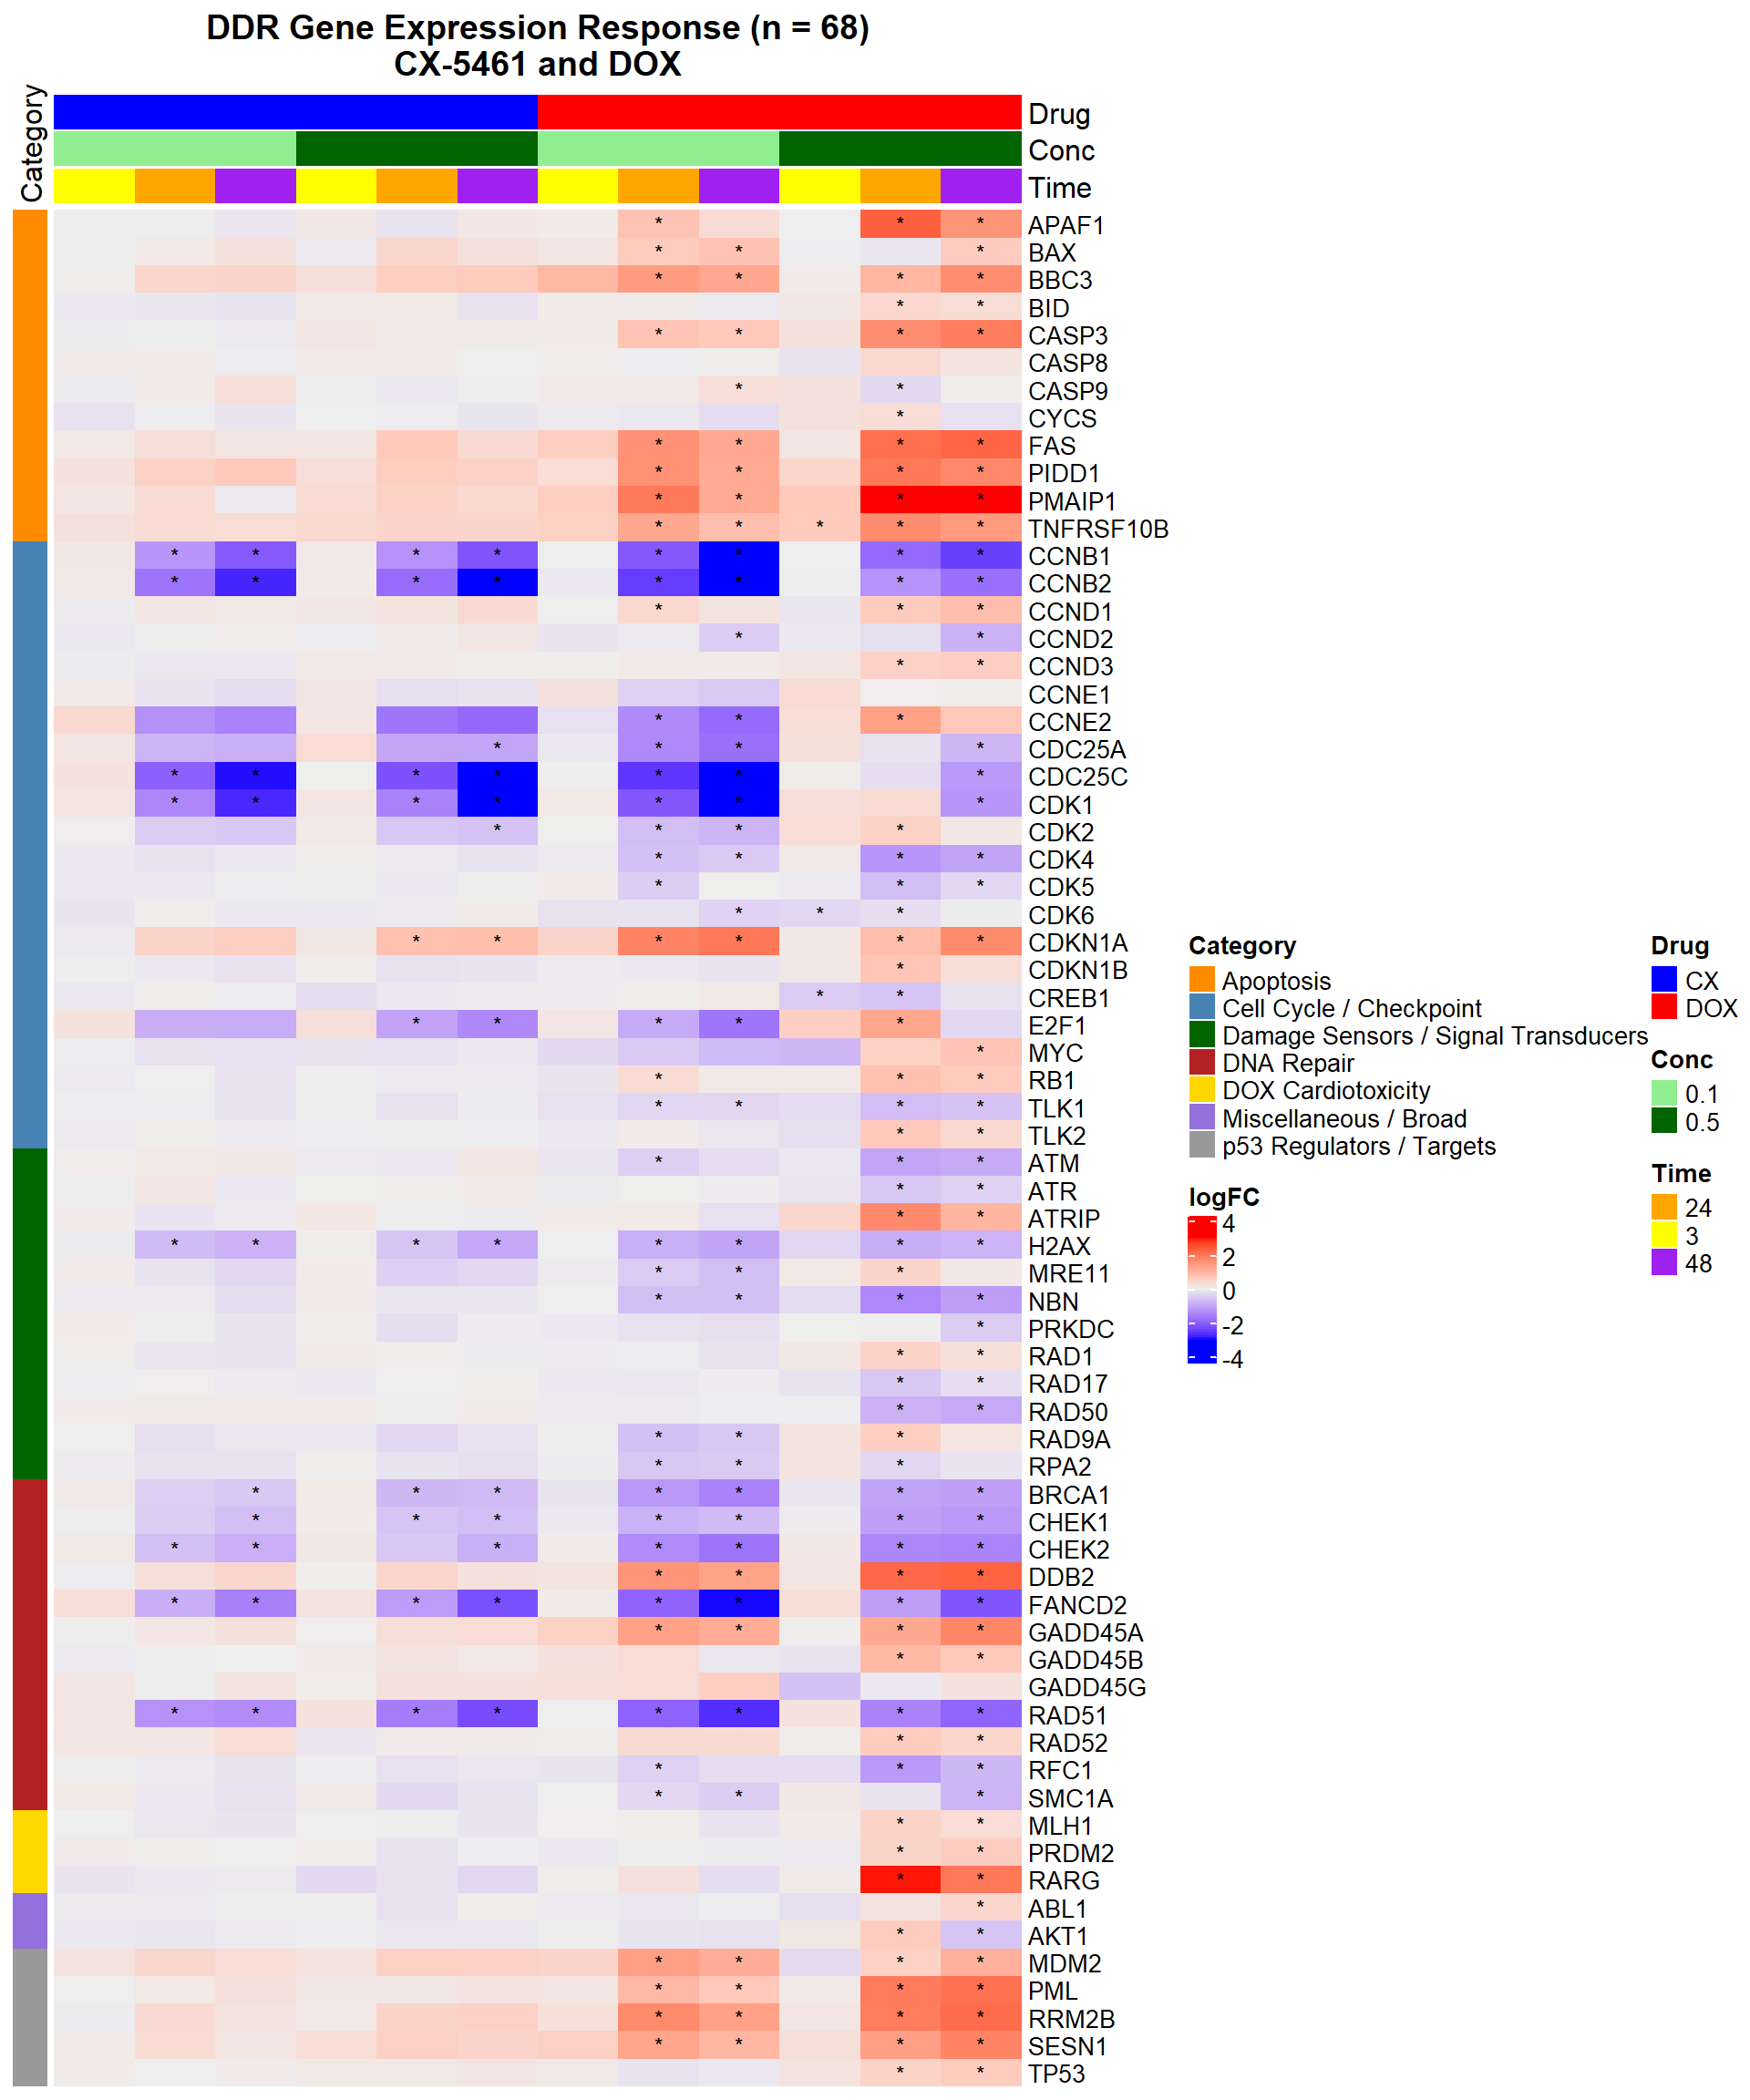 DDR Gene Expression Response (n = 68)
CX-5461 and DOX
Category
Drug
Conc
Time
* * * APAF1
* * * BAX
* * * * BBC3
* * BID
* * * * CASP3
CASP8
* * CASP9
* CYCS
* * * * FAS
* * * * PIDD1
* * * * PMAIP1
* * * * * TNFRSF10B
* * * * * * * * CCNB1
* * * * * * * * CCNB2
* * * CCND1
* * CCND2
* * CCND3
CCNE1
* * * CCNE2
* * * * CDC25A
* * * * * * * CDC25C
* * * * * * * CDK1
* * * * CDK2
* * * * CDK4
* * * CDK5
* * * CDK6
* * * * * * CDKN1A
* CDKN1B
* * CREB1
* * * * * E2F1
* MYC
* * * RB1
* * * * TLK1
* * TLK2
* * * ATM
* * ATR
* * ATRIP
* * * * * * * * H2AX
* * * MRE11
* * * * NBN
* PRKDC
* * RAD1
* * RAD17
* * RAD50
* * * RAD9A
* * * RPA2
* * * * * * * BRCA1
* * * * * * * CHEK1
* * * * * * * CHEK2
* * * * DDB2
* * * * * * * * FANCD2
* * * * GADD45A
* * GADD45B
GADD45G
* * * * * * * * RAD51
* * RAD52
* * * RFC1
* * * SMC1A
* * MLH1
* * PRDM2
* * RARG
* ABL1
* * AKT1
* * * * MDM2
* * * * PML
* * * * RRM2B
* * * * SESN1
* * TP53
Category
Apoptosis
Cell Cycle / Checkpoint
Damage Sensors / Signal Transducers
DNA Repair
DOX Cardiotoxicity
Miscellaneous / Broad
p53 Regulators / Targets
logFC
4
2
0
-2
-4
Drug
CX
DOX
Conc
0.1
0.5
Time
24
3
48